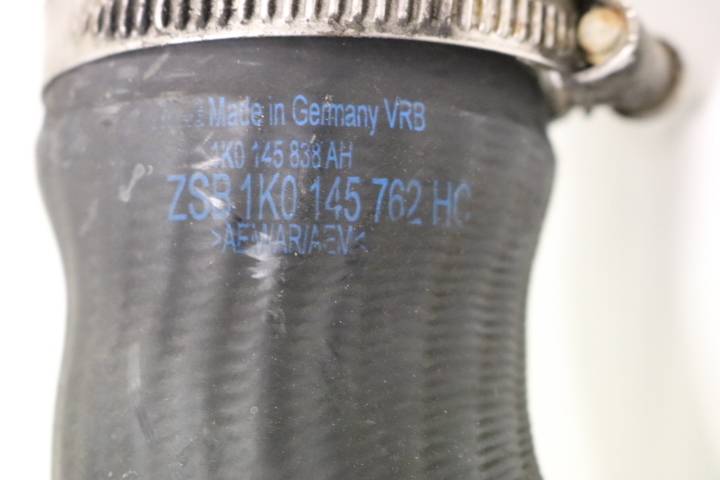 Made in Germany VRB
1K0 145 838 AH
ZSB 1K0 145 762 HC
>AEM/AR/AEM<